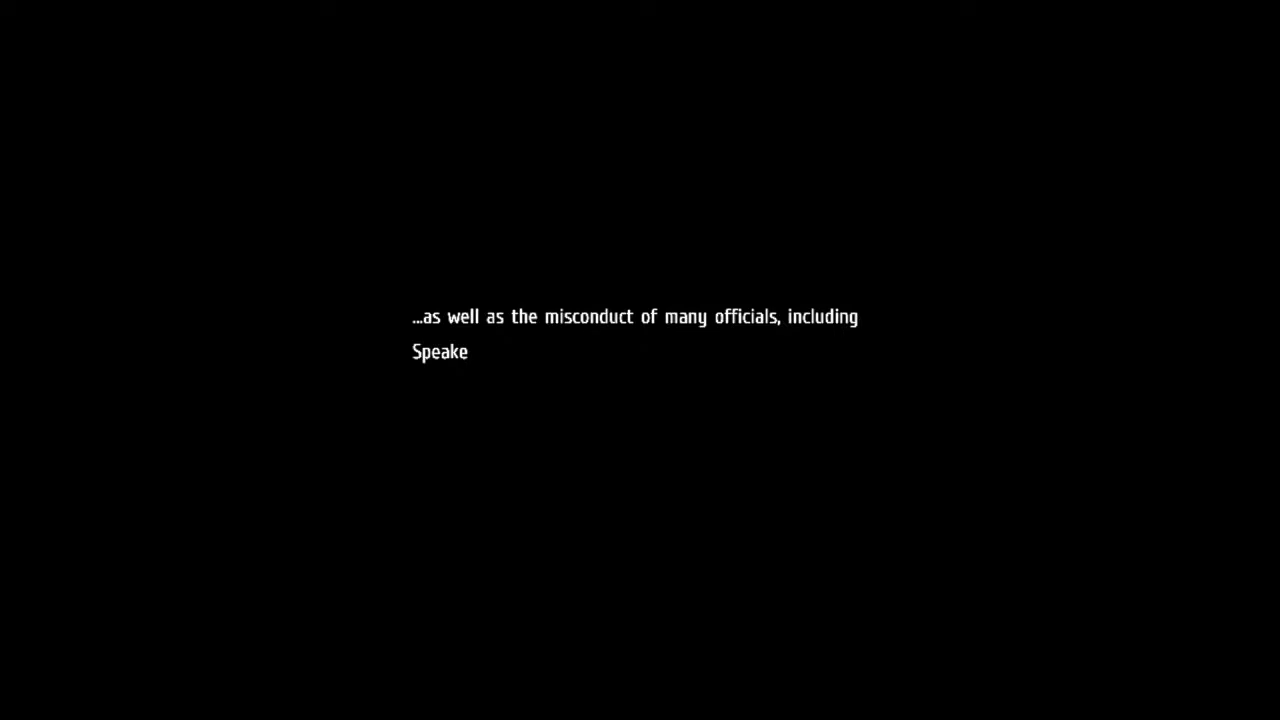 ...as well as the misconduct of many officials, including
Speake